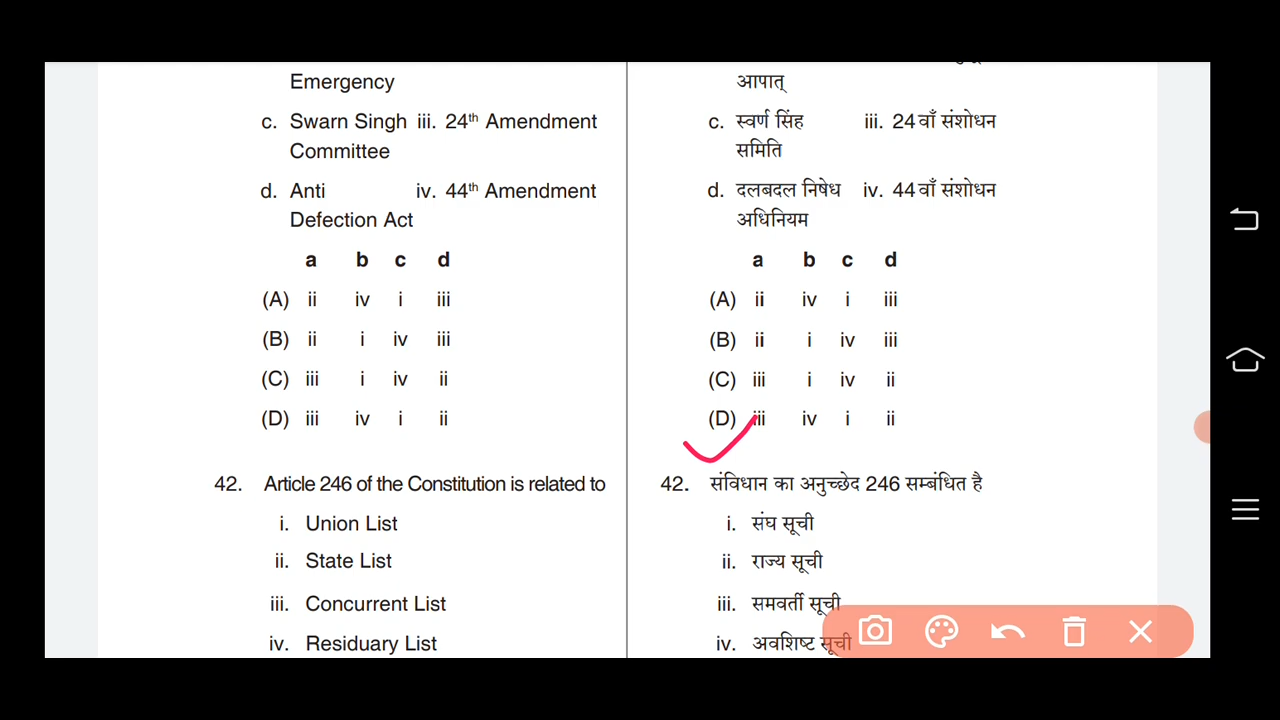 Emergency
c. Swarn Singh iii. 24th Amendment
Committee
d. Anti iv. 44th Amendment
Defection Act
a b c d
(A) ii iv i iii
(B) ii i iv iii
(C) iii i iv ii
(D) iii iv i ii
42. Article 246 of the Constitution is related to
i. Union List
ii. State List
iii. Concurrent List
iv. Residuary List
आपात्
c. स्वर्ण सिंह iii. 24 वाँ संशोधन
समिति
d. दलबदल निषेध iv. 44 वाँ संशोधन
अधिनियम
a b c d
(A) ii iv i iii
(B) ii i iv iii
(C) iii i iv ii
(D) iii iv i ii
42. संविधान का अनुच्छेद 246 सम्बंधित है
i. संघ सूची
ii. राज्य सूची
iii. समवर्ती सूची
iv. अवशिष्ट सूची